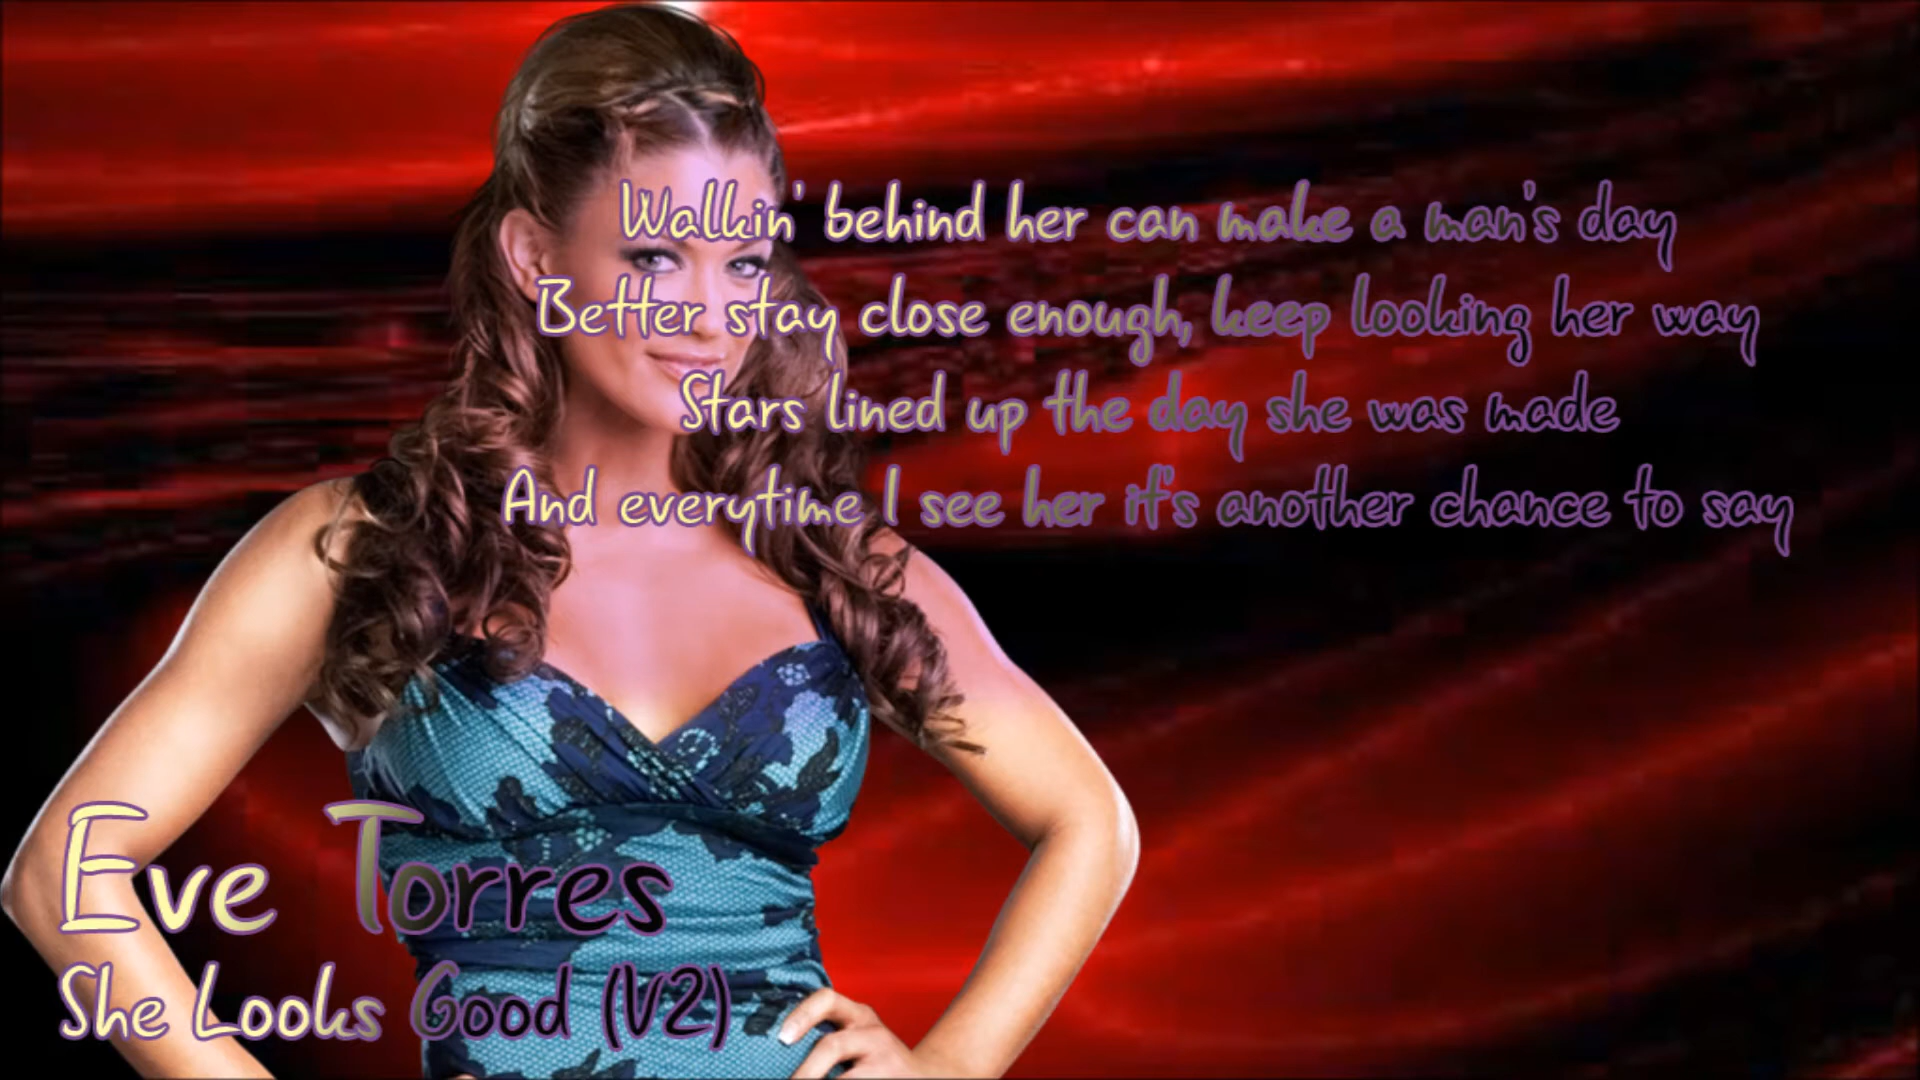 Walkin' behind her can make a man's day
Better stay close enough, keep looking her way
Stars lined up the day she was made
And everytime I see her it's another chance to say
Eve Torres
She Looks Good (V2)